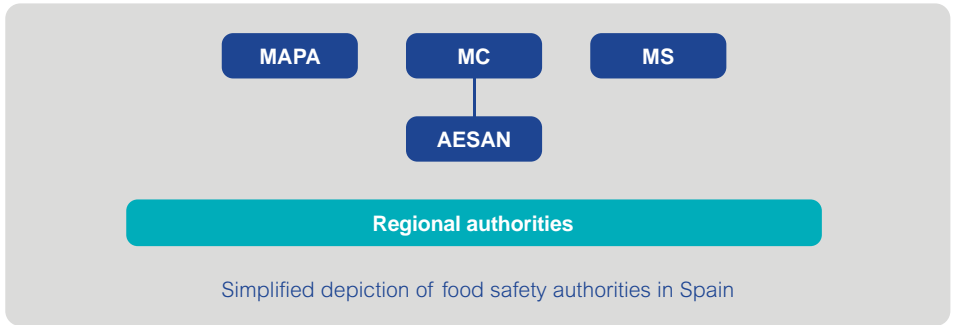 MAPA MC MS
AESAN
Regional authorities
Simplified depiction of food safety authorities in Spain